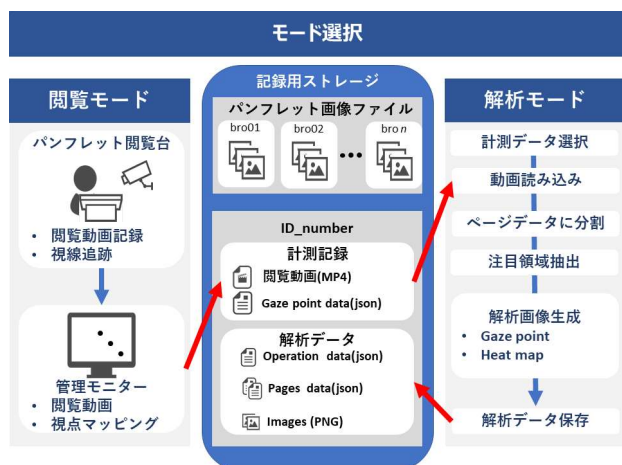 モード選択
閲覧モード
パンフレット閲覧台
• 閲覧動画記録
• 視線追跡
管理モニター
• 閲覧動画
• 視点マッピング
記録用ストレージ
パンフレット画像ファイル
bro01 bro02 ••• bro n
ID_number
計測記録
閲覧動画(MP4)
Gaze point data(json)
解析データ
Operation data(json)
Pages data(json)
Images (PNG)
解析モード
計測データ選択
動画読み込み
ページデータに分割
注目領域抽出
解析画像生成
• Gaze point
• Heat map
解析データ保存